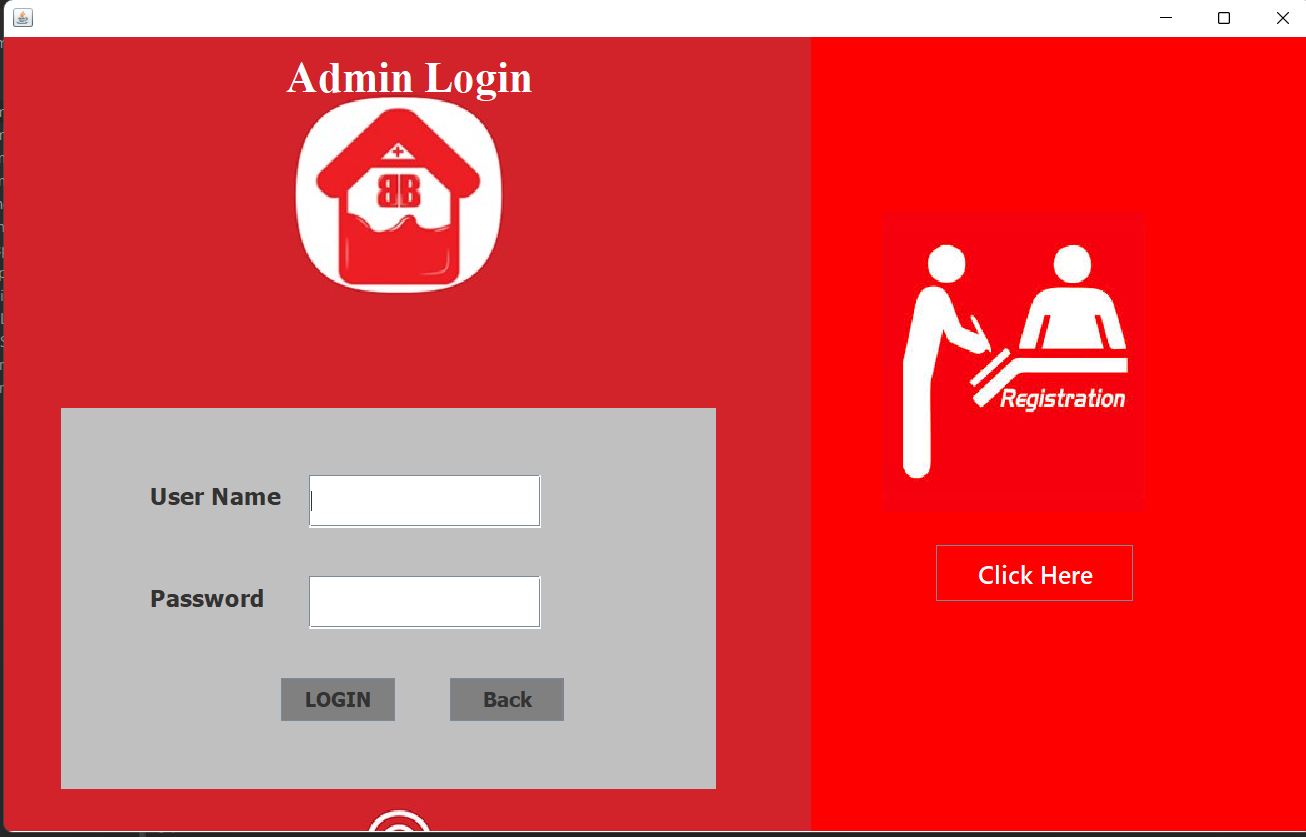 Admin Login
BB
User Name
Password
LOGIN
Back
Registration
Click Here